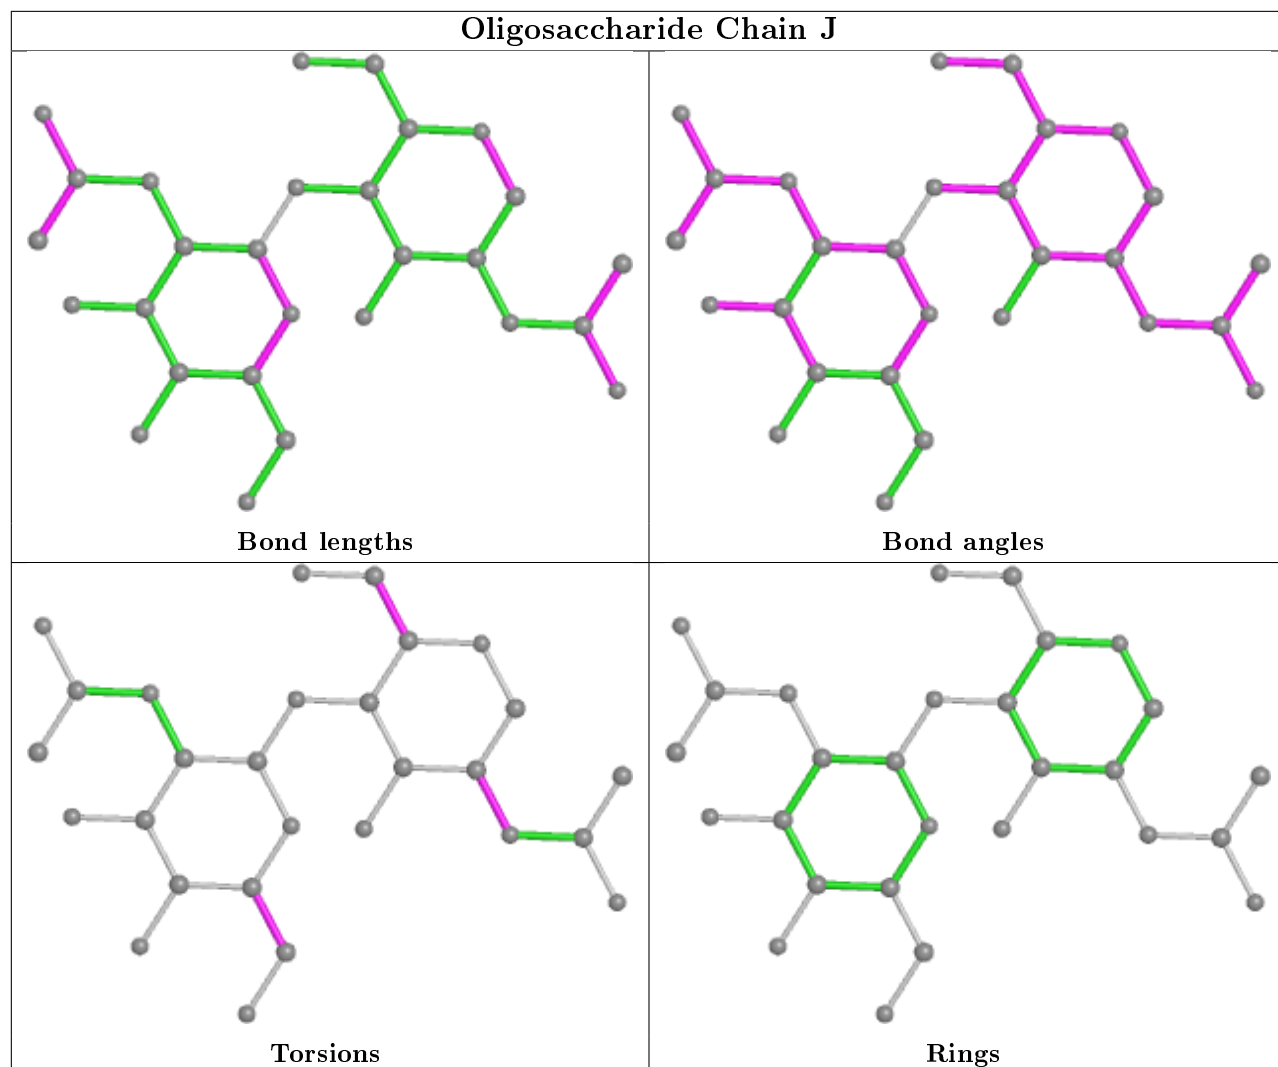 Oligosaccharide Chain J
Bond lengths
Bond angles
Torsions
Rings